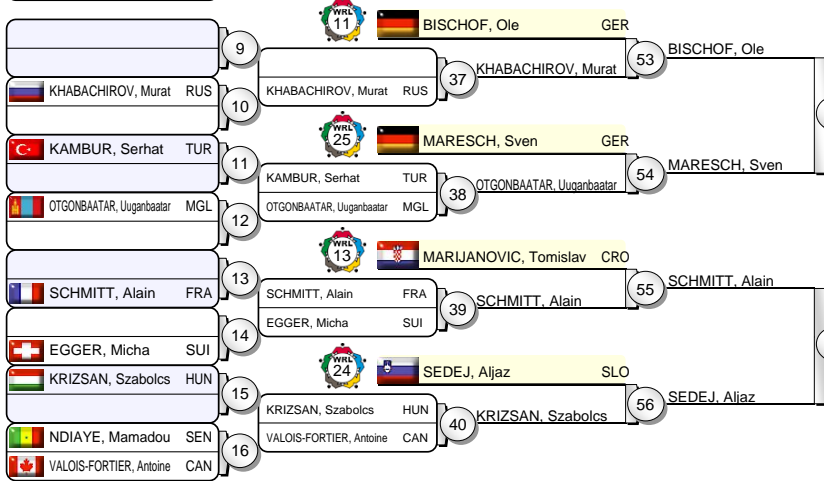 WRL
11 BISCHOF, Ole GER
9
53 BISCHOF, Ole
KHABACHIROV, Murat
37
KHABACHIROV, Murat RUS
KHABACHIROV, Murat RUS
10
WRL
25 MARESCH, Sven GER
KAMBUR, Serhat TUR
11
KAMBUR, Serhat TUR
54 MARESCH, Sven
38 OTGONBAATAR, Uuganbaatar
OTGONBAATAR, Uuganbaatar MGL
OTGONBAATAR, Uuganbaatar MGL
12
WRL
13 MARIJANOVIC, Tomislav CRO
13
SCHMITT, Alain FRA
SCHMITT, Alain FRA
55 SCHMITT, Alain
39 SCHMITT, Alain
EGGER, Micha SUI
14
EGGER, Micha SUI
WRL
24 SEDEJ, Aljaz SLO
KRIZSAN, Szabolcs HUN
15
56 SEDEJ, Aljaz
KRIZSAN, Szabolcs HUN
40 KRIZSAN, Szabolcs
NDIAYE, Mamadou SEN
VALOIS-FORTIER, Antoine CAN
16
VALOIS-FORTIER, Antoine CAN